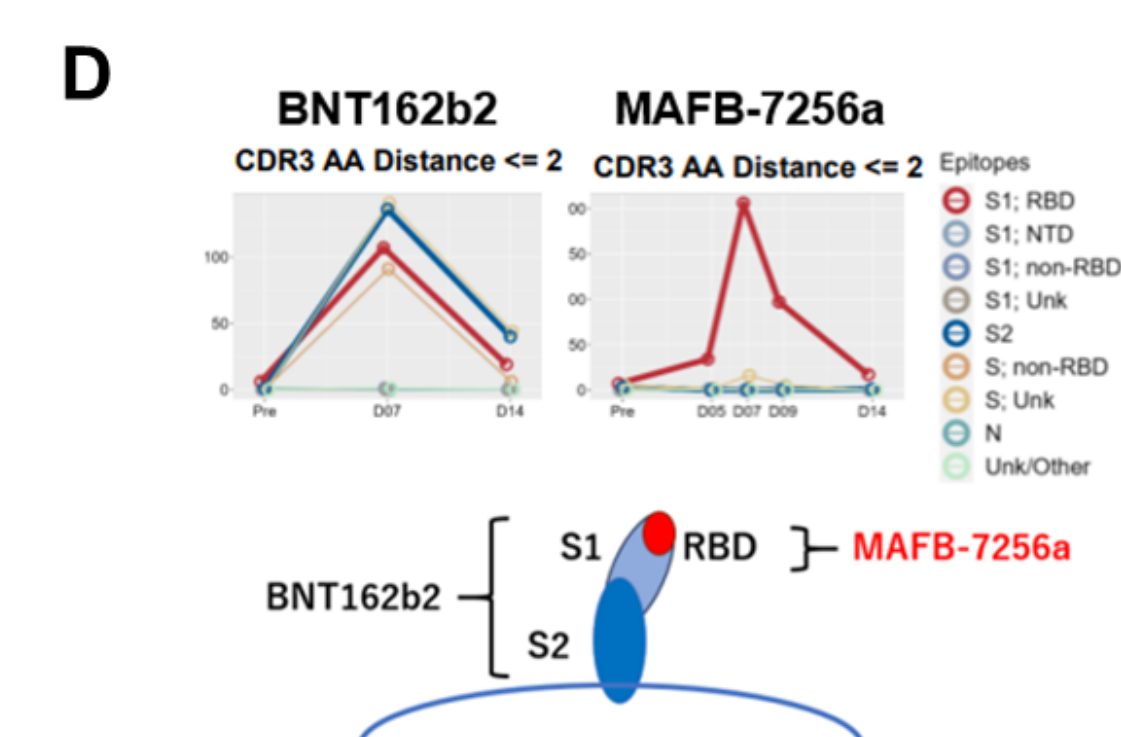 D
BNT162b2
MAFB-7256a
CDR3 AA Distance <= 2
CDR3 AA Distance <= 2
Epitopes
S1; RBD
S1; NTD
S1; non-RBD
S1; Unk
S2
S; non-RBD
S; Unk
N
Unk/Other
100
50
0
Pre D07 D14
00
50
00
50
0
Pre D05 D07 D09 D14
S1 RBD MAFB-7256a
BNT162b2
S2